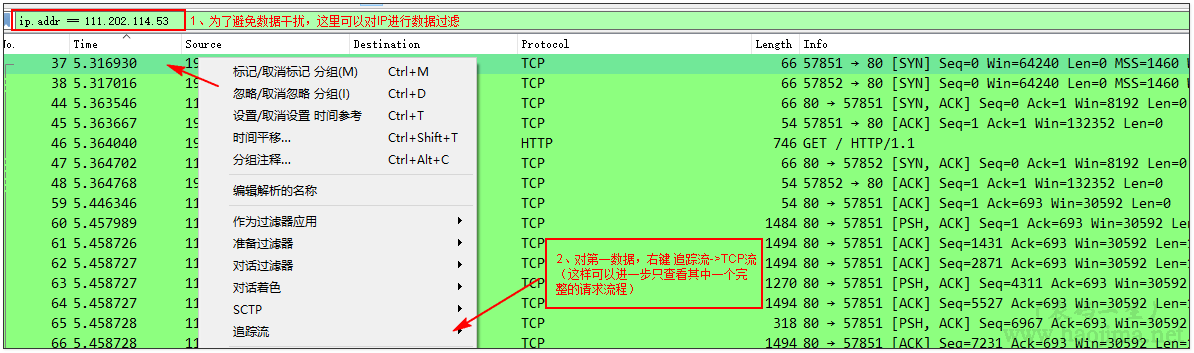 ip.addr == 111.202.114.53 1、为了避免数据干扰，这里可以对IP进行数据过滤
No. Time Source Destination Protocol Length Info
37 5.316930 19 TCP 66 57851 → 80 [SYN] Seq=0 Win=64240 Len=0 MSS=1460 W
标记/取消标记 分组(M) Ctrl+M
38 5.317016 19 TCP 66 57852 → 80 [SYN] Seq=0 Win=64240 Len=0 MSS=1460 W
忽略/取消忽略 分组(I) Ctrl+D
44 5.363546 11 TCP 66 80 → 57851 [SYN, ACK] Seq=0 Ack=1 Win=8192 Len=0
设置/取消设置 时间参考 Ctrl+T
45 5.363667 19 TCP 54 57851 → 80 [ACK] Seq=1 Ack=1 Win=132352 Len=0
时间平移... Ctrl+Shift+T
46 5.364040 19 HTTP 746 GET / HTTP/1.1
分组注释... Ctrl+Alt+C
47 5.364702 11 TCP 66 80 → 57852 [SYN, ACK] Seq=0 Ack=1 Win=8192 Len=0
48 5.364768 19 TCP 54 57852 → 80 [ACK] Seq=1 Ack=1 Win=132352 Len=0
编辑解析的名称
59 5.446346 11 TCP 54 80 → 57851 [ACK] Seq=1 Ack=693 Win=30592 Len=0
60 5.457989 11 TCP 1484 80 → 57851 [PSH, ACK] Seq=1 Ack=693 Win=30592 Len
作为过滤器应用
61 5.458726 11 TCP 1494 80 → 57851 [ACK] Seq=1431 Ack=693 Win=30592 Len=
准备过滤器
62 5.458727 11 TCP 1494 80 → 57851 [ACK] Seq=2871 Ack=693 Win=30592 Len=
对话过滤器
2、对第一数据，右键 追踪流->TCP流
（这样可以进一步只查看其中一个完
整的请求流程）
63 5.458727 11 TCP 1270 80 → 57851 [PSH, ACK] Seq=4311 Ack=693 Win=30592
对话着色
64 5.458728 11 TCP 1494 80 → 57851 [ACK] Seq=5527 Ack=693 Win=30592 Len=
SCTP
65 5.458728 11 TCP 318 80 → 57851 [PSH, ACK] Seq=6967 Ack=693 Win=30592
追踪流
66 5.458728 11 TCP 1494 80 → 57851 [ACK] Seq=7231 Ack=693 Win=30592 Len=
www.haojima.net